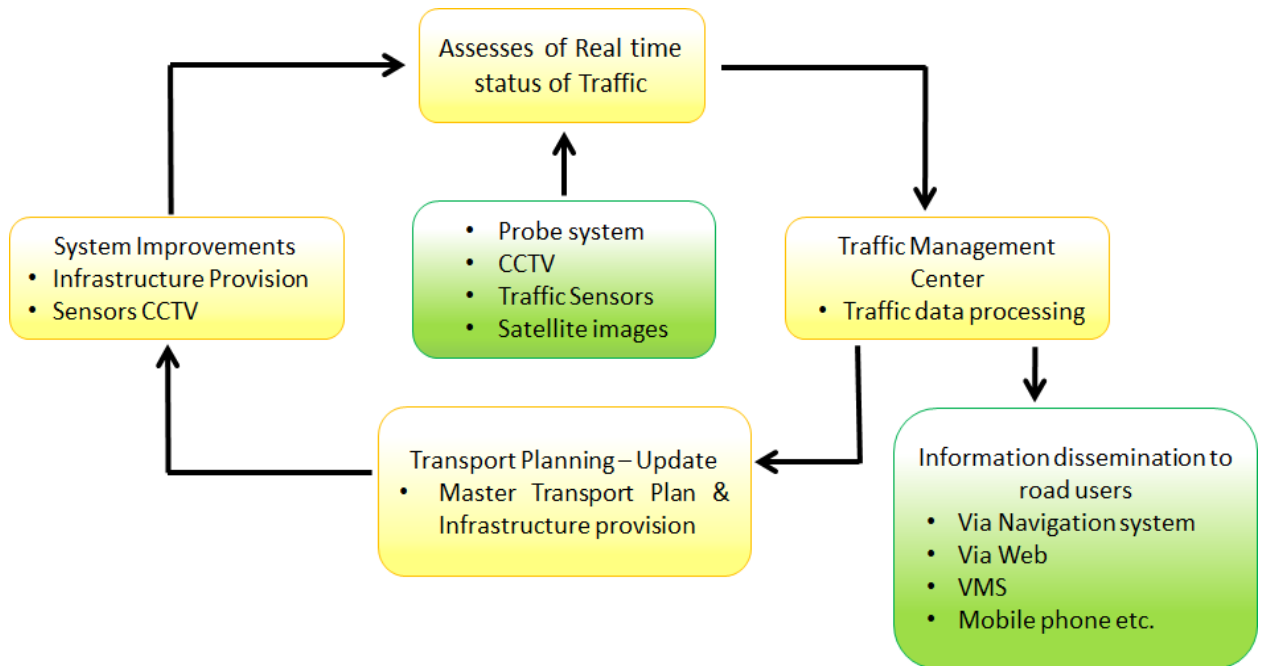 Assesses of Real time
status of Traffic
System Improvements
• Infrastructure Provision
• Sensors CCTV
• Probe system
• CCTV
• Traffic Sensors
• Satellite images
Traffic Management
Center
• Traffic data processing
Transport Planning – Update
• Master Transport Plan &
Infrastructure provision
Information dissemination to
road users
• Via Navigation system
• Via Web
• VMS
• Mobile phone etc.